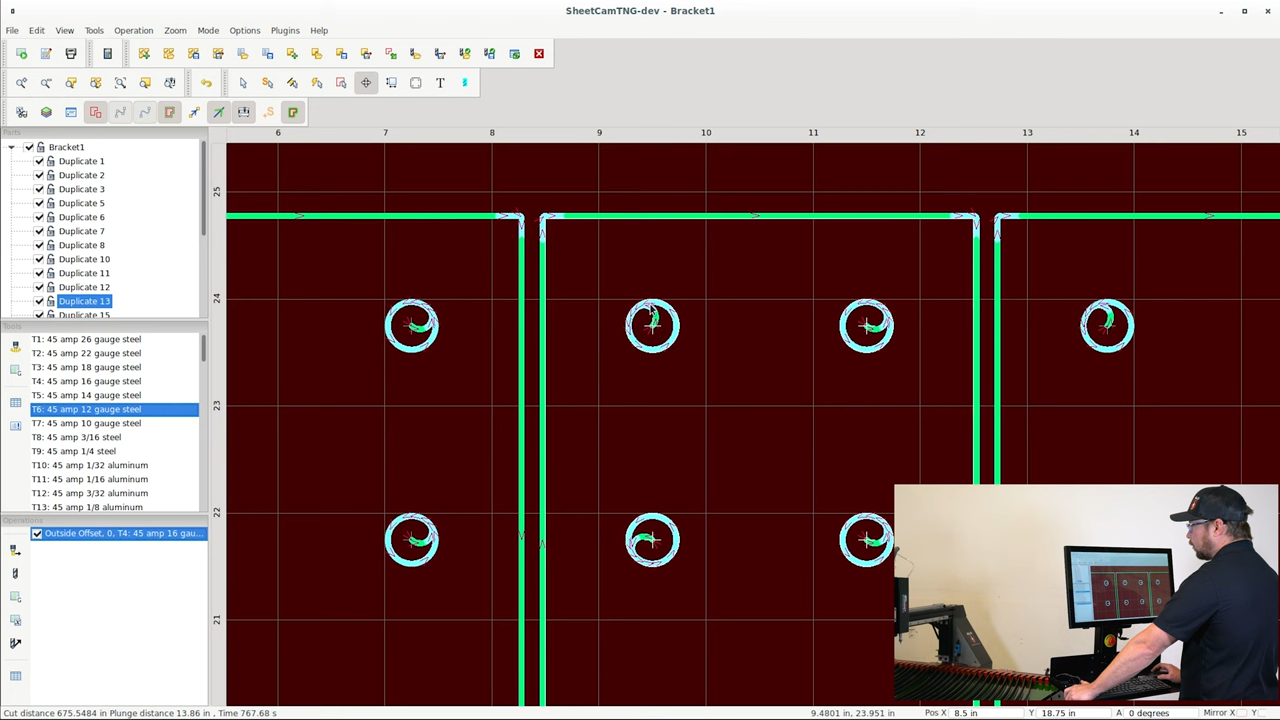 SheetCamTNG-dev - Bracket1
File Edit View Tools Operation Zoom Mode Options Plugins Help
T
Parts
Bracket1
Duplicate 1
Duplicate 2
Duplicate 3
Duplicate 5
Duplicate 6
Duplicate 7
Duplicate 8
Duplicate 10
Duplicate 11
Duplicate 12
Duplicate 13
Duplicate 15
Tools
T1: 45 amp 26 gauge steel
T2: 45 amp 22 gauge steel
T3: 45 amp 18 gauge steel
T4: 45 amp 16 gauge steel
T5: 45 amp 14 gauge steel
T6: 45 amp 12 gauge steel
T7: 45 amp 10 gauge steel
T8: 45 amp 3/16 steel
T9: 45 amp 1/4 steel
T10: 45 amp 1/32 aluminum
T11: 45 amp 1/16 aluminum
T12: 45 amp 3/32 aluminum
T13: 45 amp 1/8 aluminum
Operations
Outside Offset, 0, T4: 45 amp 16 gau...
6 7 8 9 10 11 12 13 14 15
25
24
23
22
21
Cut distance 675.5484 in Plunge distance 13.86 in , Time 767.68 s
9.4801 in, 23.951 in
Pos X 8.5 in Y 18.75 in A 0 degrees Mirror X Y